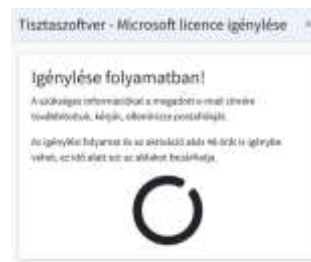 Tisztaszoftver - Microsoft licence igénylése
Igénylése folyamatban!
A szükséges információkat a megadott e-mail címére
továbbítottuk, kérjük, ellenőrizze postafiókját.
Az igénylési folyamat és az aktiváció akár 48 órát is igénybe
vehet, ez idő alatt ezt az ablakot bezárhatja.